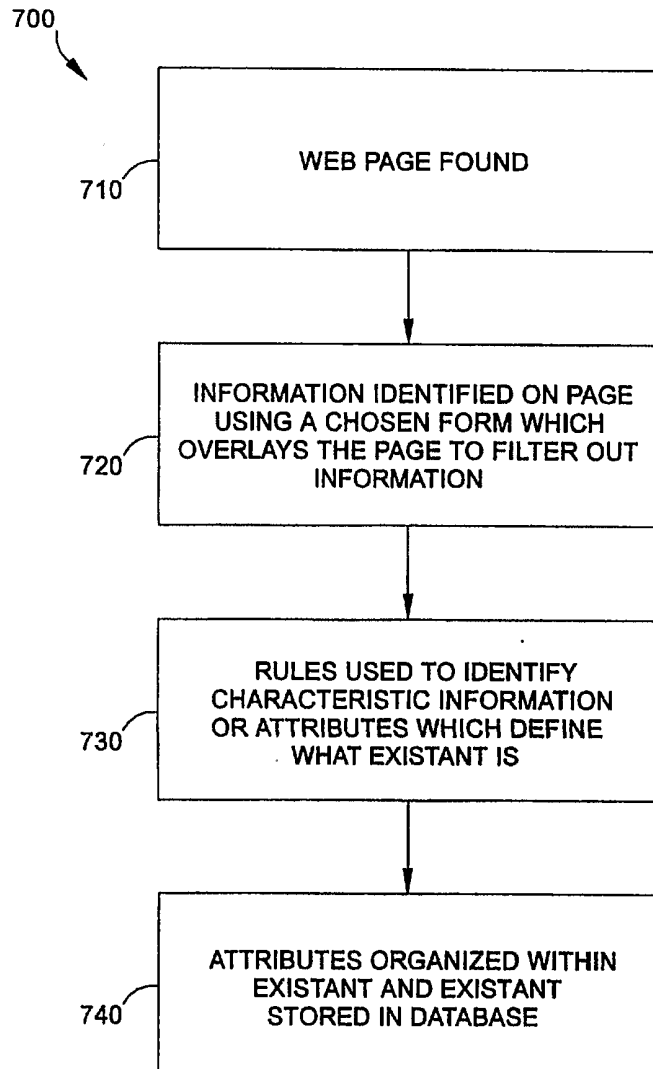 700
WEB PAGE FOUND
710
INFORMATION IDENTIFIED ON PAGE
USING A CHOSEN FORM WHICH
OVERLAYS THE PAGE TO FILTER OUT
INFORMATION
720
RULES USED TO IDENTIFY
CHARACTERISTIC INFORMATION
OR ATTRIBUTES WHICH DEFINE
WHAT EXISTANT IS
730
ATTRIBUTES ORGANIZED WITHIN
EXISTANT AND EXISTANT
STORED IN DATABASE
740